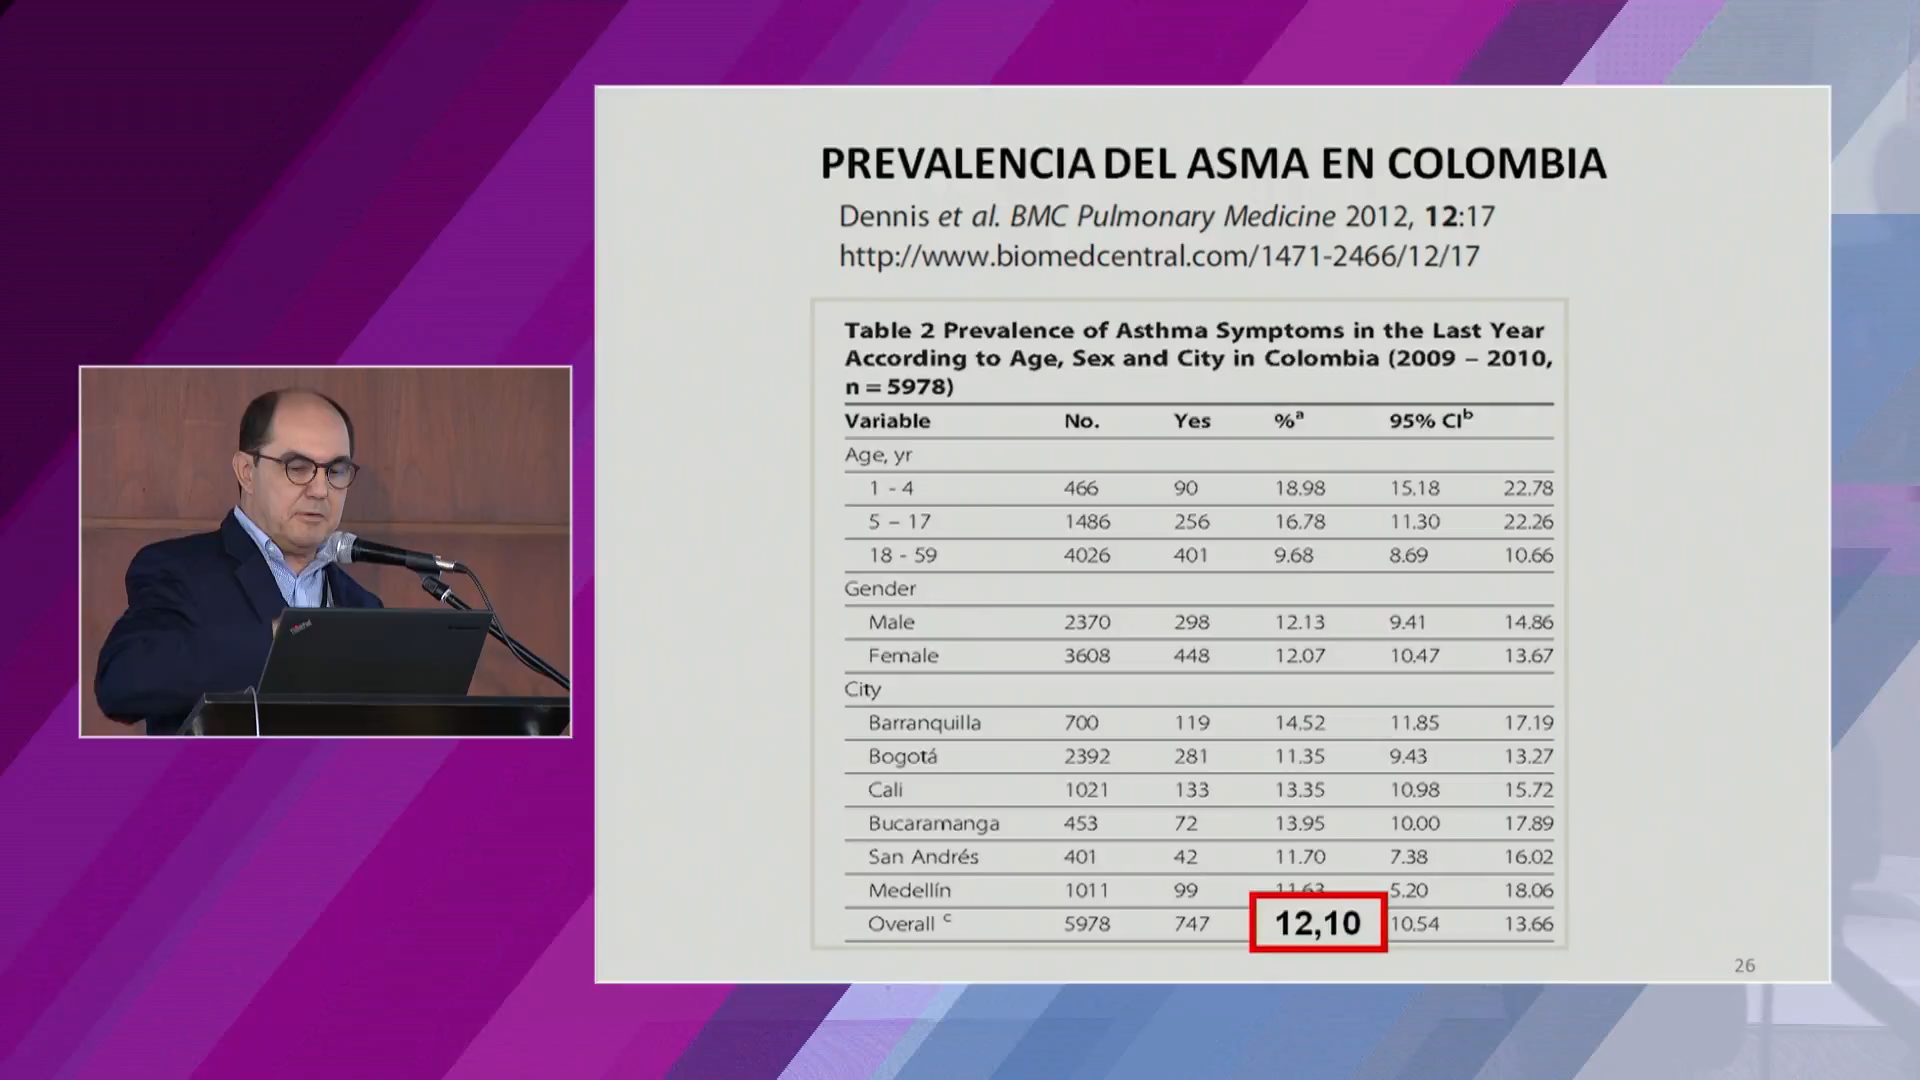 PREVALENCIA DEL ASMA EN COLOMBIA
Dennis et al. BMC Pulmonary Medicine 2012, 12:17
http://www.biomedcentral.com/1471-2466/12/17
Table 2 Prevalence of Asthma Symptoms in the Last Year
According to Age, Sex and City in Colombia (2009 – 2010,
n = 5978)
Variable No. Yes %a 95% CIb
Age, yr
1 - 4 466 90 18.98 15.18 22.78
5 – 17 1486 256 16.78 11.30 22.26
18 - 59 4026 401 9.68 8.69 10.66
Gender
Male 2370 298 12.13 9.41 14.86
Female 3608 448 12.07 10.47 13.67
City
Barranquilla 700 119 14.52 11.85 17.19
Bogotá 2392 281 11.35 9.43 13.27
Cali 1021 133 13.35 10.98 15.72
Bucaramanga 453 72 13.95 10.00 17.89
San Andrés 401 42 11.70 7.38 16.02
Medellín 1011 99 11.63 5.20 18.06
Overall c 5978 747 12,10 10.54 13.66
26